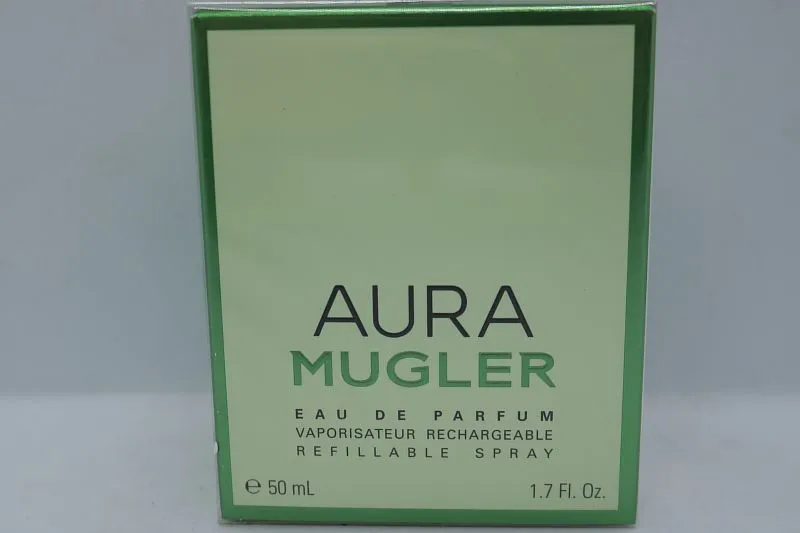 AURA
MUGLER
EAU DE PARFUM
VAPORISATEUR RECHARGEABLE
REFILLABLE SPRAY
℮ 50 mL 1.7 Fl. Oz.